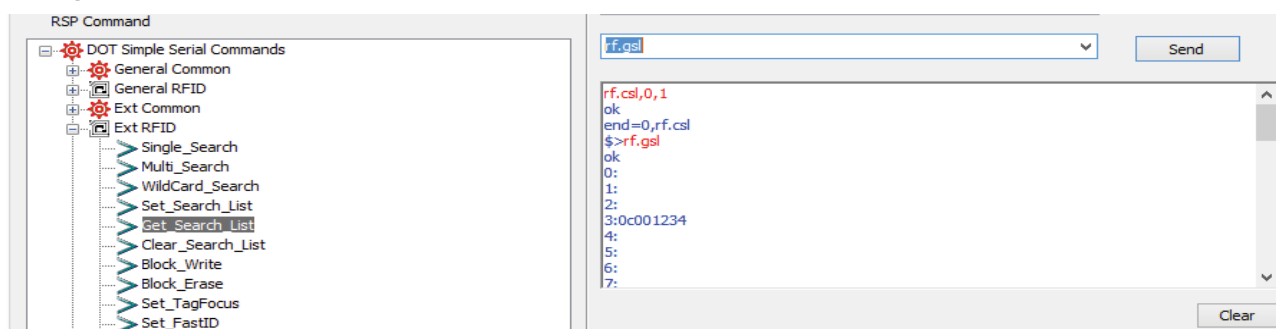 RSP Command
DOT Simple Serial Commands
General Common
General RFID
Ext Common
Ext RFID
Single_Search
Multi_Search
WildCard_Search
Set_Search_List
Get_Search_List
Clear_Search_List
Block_Write
Block_Erase
Set_TagFocus
Set_FastID
rf.gsl
Send
rf.csl,0,1
ok
end=0,rf.csl
$>rf.gsl
ok
0:
1:
2:
3:0c001234
4:
5:
6:
7:
Clear